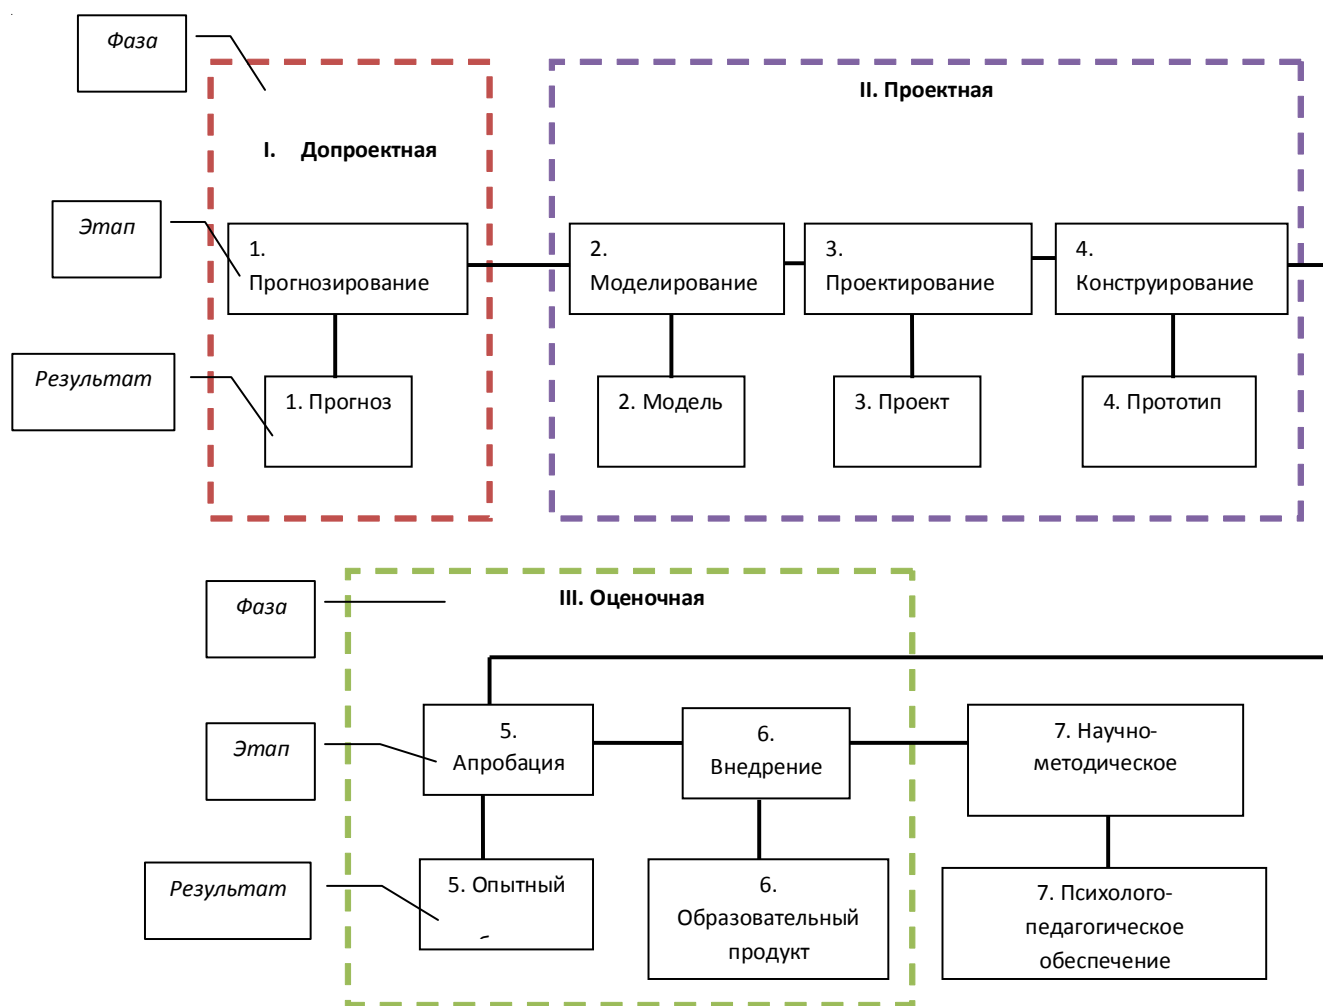 Фаза
II. Проектная
I. Допроектная
Этап
1.
Прогнозирование
2.
Моделирование
3.
Проектирование
4.
Конструирование
Результат
1. Прогноз
2. Модель
3. Проект
4. Прототип
Фаза
III. Оценочная
Этап
5.
Апробация
6.
Внедрение
7. Научно-
методическое
Результат
5. Опытный
6.
Образовательный
продукт
7. Психолого-
педагогическое
обеспечение